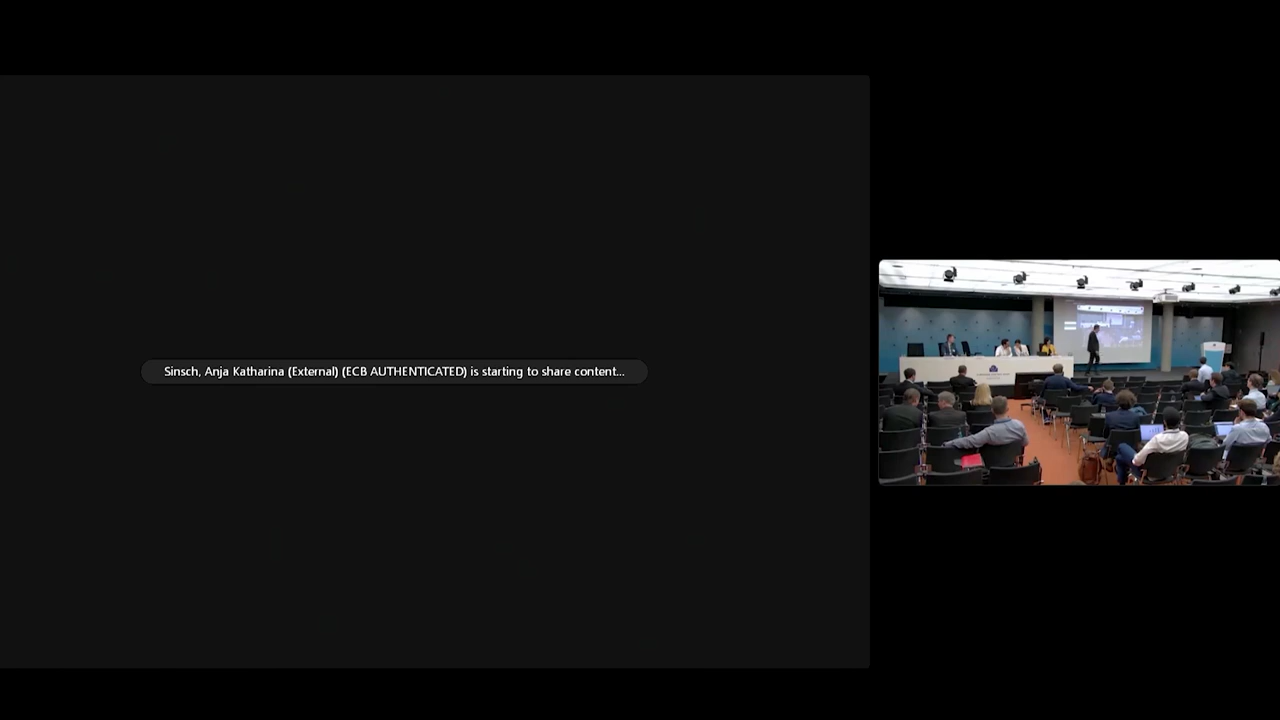 Sinsch, Anja Katharina (External) (ECB AUTHENTICATED) is starting to share content...